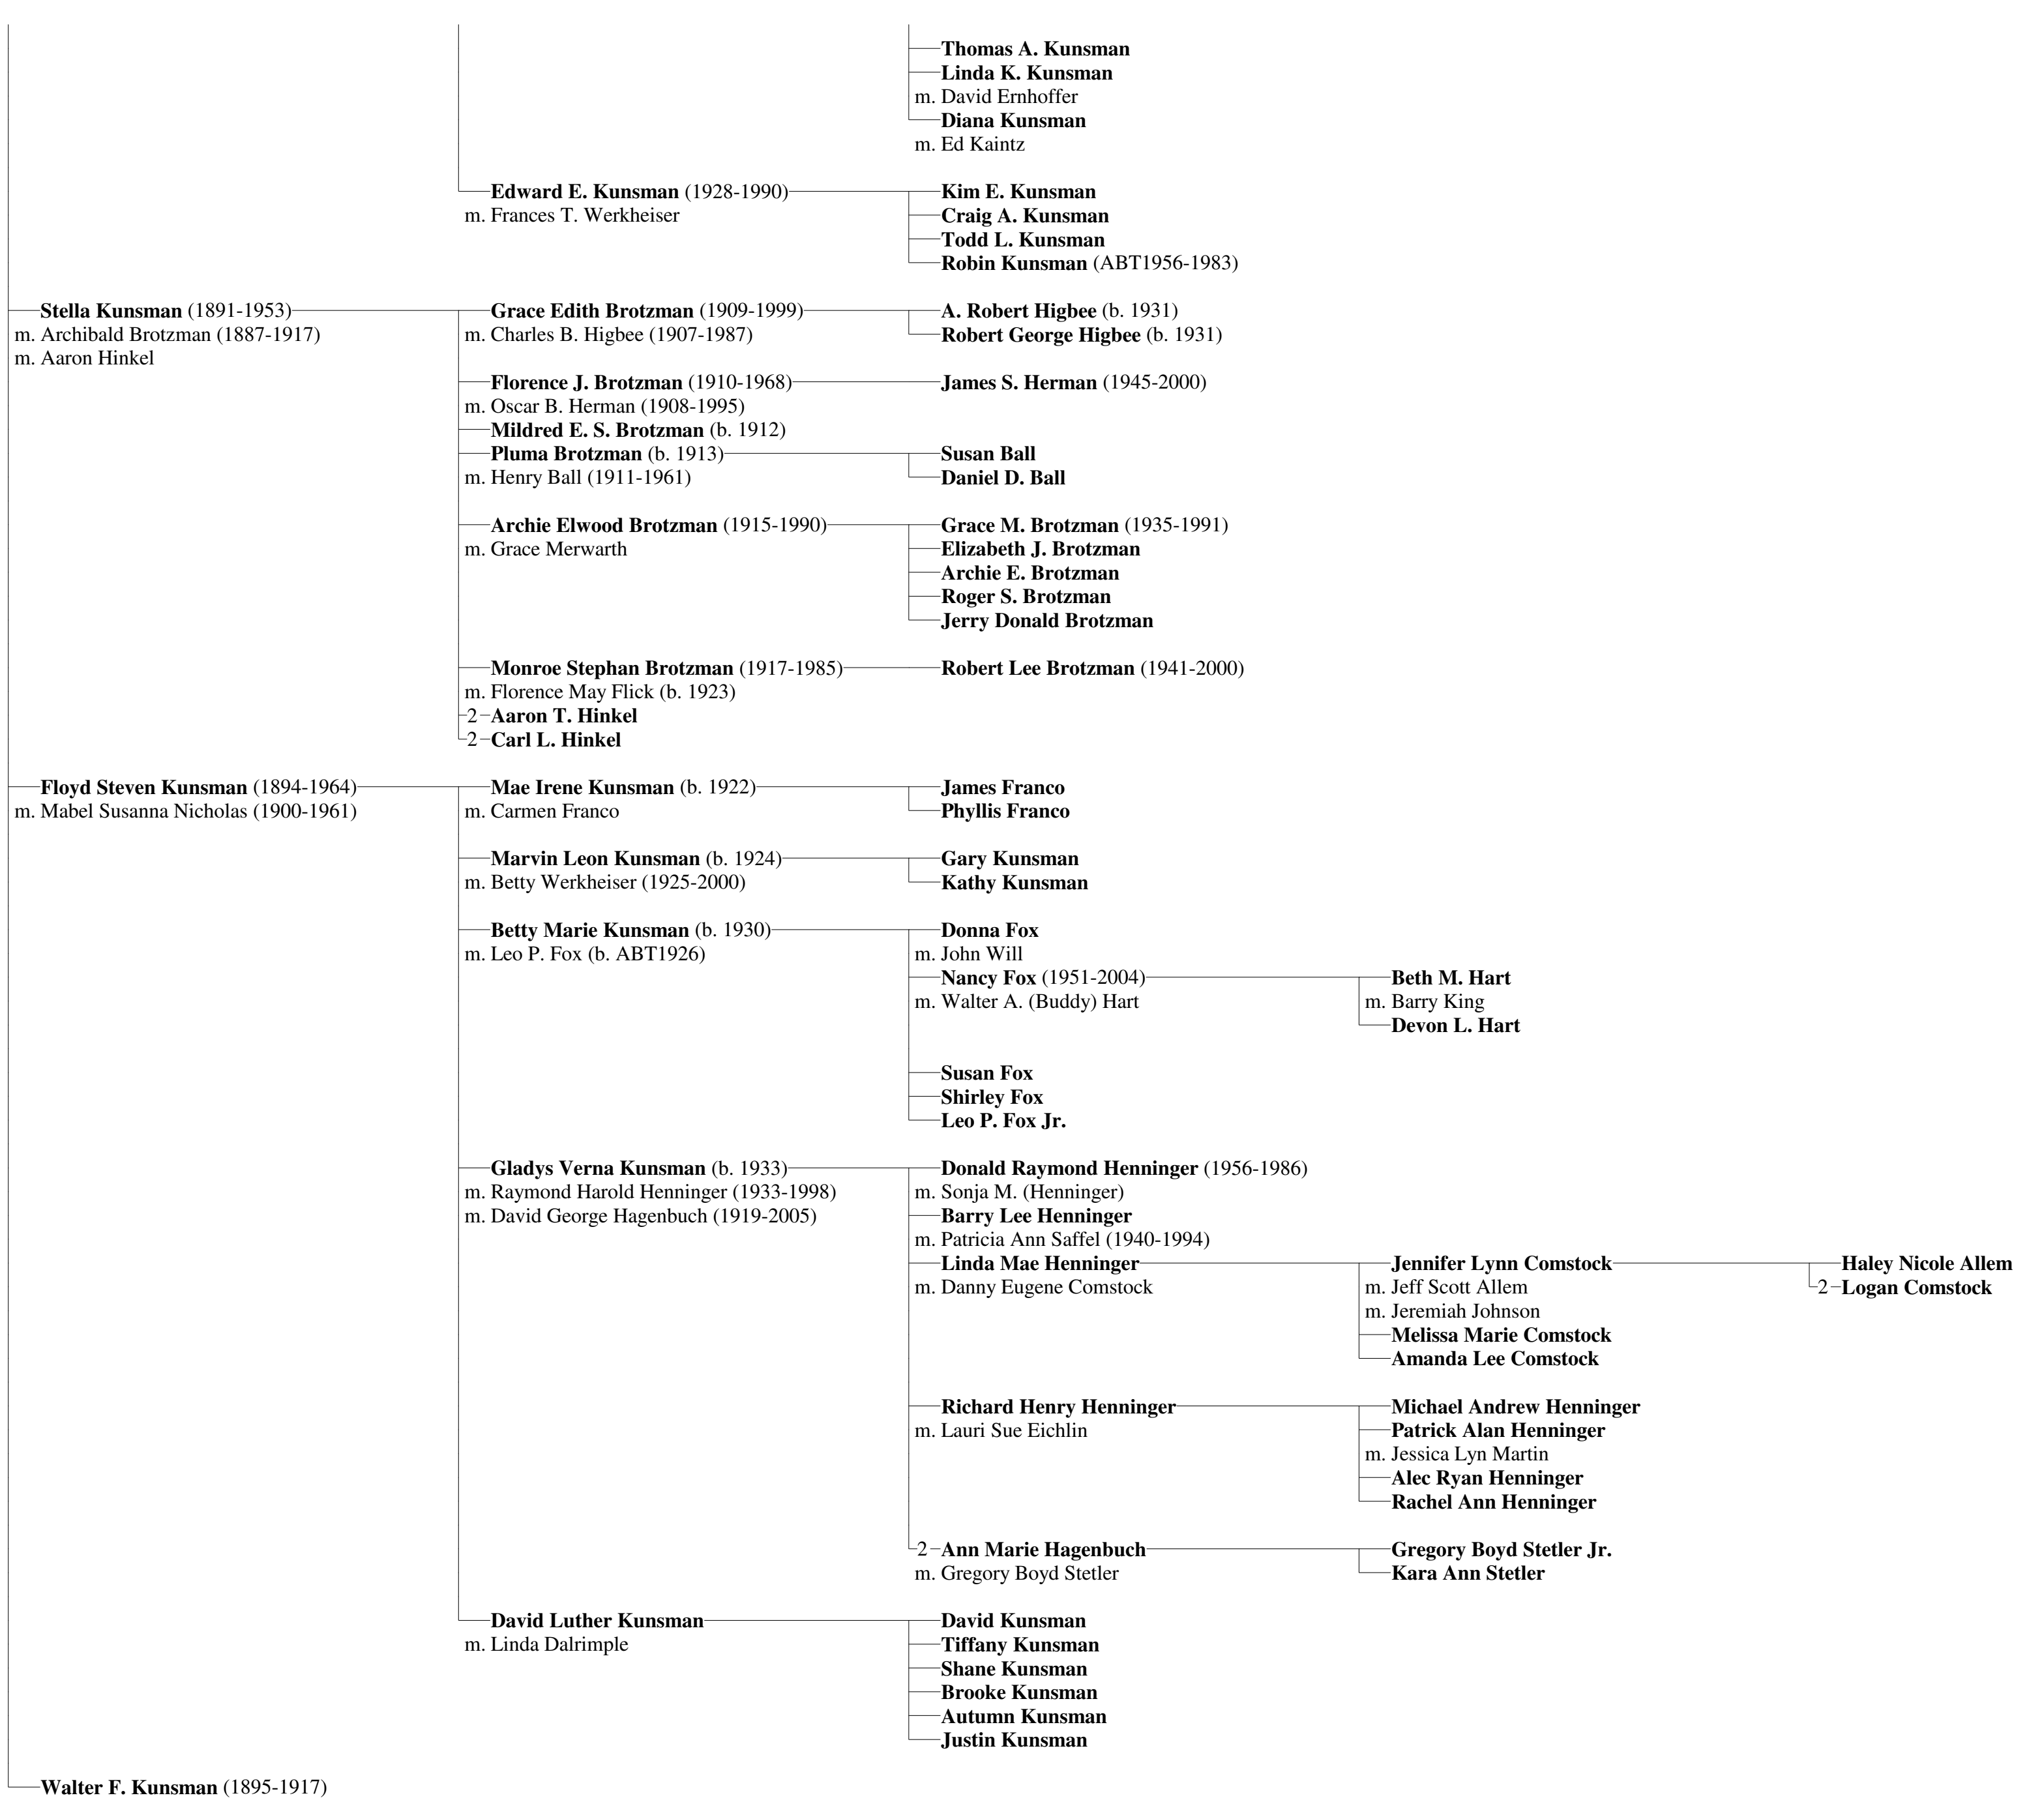 Thomas A. Kunsman
Linda K. Kunsman
m. David Ernhoffer
Diana Kunsman
m. Ed Kaintz
Edward E. Kunsman (1928-1990) Kim E. Kunsman
m. Frances T. Werkheiser Craig A. Kunsman
Todd L. Kunsman
Robin Kunsman (ABT1956-1983)
Stella Kunsman (1891-1953) Grace Edith Brotzman (1909-1999) A. Robert Higbee (b. 1931)
m. Archibald Brotzman (1887-1917) m. Charles B. Higbee (1907-1987) Robert George Higbee (b. 1931)
m. Aaron Hinkel
Florence J. Brotzman (1910-1968) James S. Herman (1945-2000)
m. Oscar B. Herman (1908-1995)
Mildred E. S. Brotzman (b. 1912)
Pluma Brotzman (b. 1913) Susan Ball
m. Henry Ball (1911-1961) Daniel D. Ball
Archie Elwood Brotzman (1915-1990) Grace M. Brotzman (1935-1991)
m. Grace Merwarth Elizabeth J. Brotzman
Archie E. Brotzman
Roger S. Brotzman
Jerry Donald Brotzman
Monroe Stephan Brotzman (1917-1985) Robert Lee Brotzman (1941-2000)
m. Florence May Flick (b. 1923)
2 Aaron T. Hinkel
2 Carl L. Hinkel
Floyd Steven Kunsman (1894-1964) Mae Irene Kunsman (b. 1922) James Franco
m. Mabel Susanna Nicholas (1900-1961) m. Carmen Franco Phyllis Franco
Marvin Leon Kunsman (b. 1924) Gary Kunsman
m. Betty Werkheiser (1925-2000) Kathy Kunsman
Betty Marie Kunsman (b. 1930) Donna Fox
m. Leo P. Fox (b. ABT1926) m. John Will
Nancy Fox (1951-2004) Beth M. Hart
m. Walter A. (Buddy) Hart m. Barry King
Devon L. Hart
Susan Fox
Shirley Fox
Leo P. Fox Jr.
Gladys Verna Kunsman (b. 1933) Donald Raymond Henninger (1956-1986)
m. Raymond Harold Henninger (1933-1998) m. Sonja M. (Henninger)
m. David George Hagenbuch (1919-2005) Barry Lee Henninger
m. Patricia Ann Saffel (1940-1994)
Linda Mae Henninger Jennifer Lynn Comstock Haley Nicole Allem
m. Danny Eugene Comstock m. Jeff Scott Allem 2 Logan Comstock
m. Jeremiah Johnson
Melissa Marie Comstock
Amanda Lee Comstock
Richard Henry Henninger Michael Andrew Henninger
m. Lauri Sue Eichlin Patrick Alan Henninger
m. Jessica Lyn Martin
Alec Ryan Henninger
Rachel Ann Henninger
2 Ann Marie Hagenbuch Gregory Boyd Stetler Jr.
m. Gregory Boyd Stetler Kara Ann Stetler
David Luther Kunsman David Kunsman
m. Linda Dalrimple Tiffany Kunsman
Shane Kunsman
Brooke Kunsman
Autumn Kunsman
Justin Kunsman
Walter F. Kunsman (1895-1917)